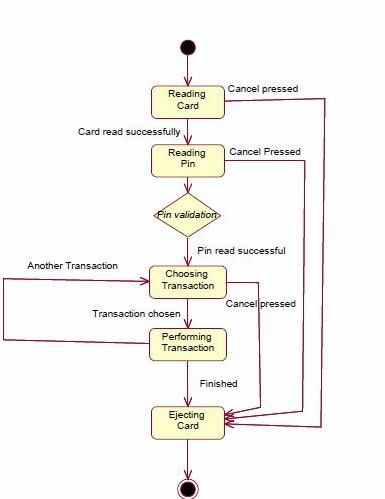 Cancel pressed
Reading
Card
Card read successfully
Cancel Pressed
Reading
Pin
Pin validation
Pin read successful
Another Transaction
Choosing
Transaction
Cancel pressed
Transaction chosen
Performing
Transaction
Finished
Ejecting
Card